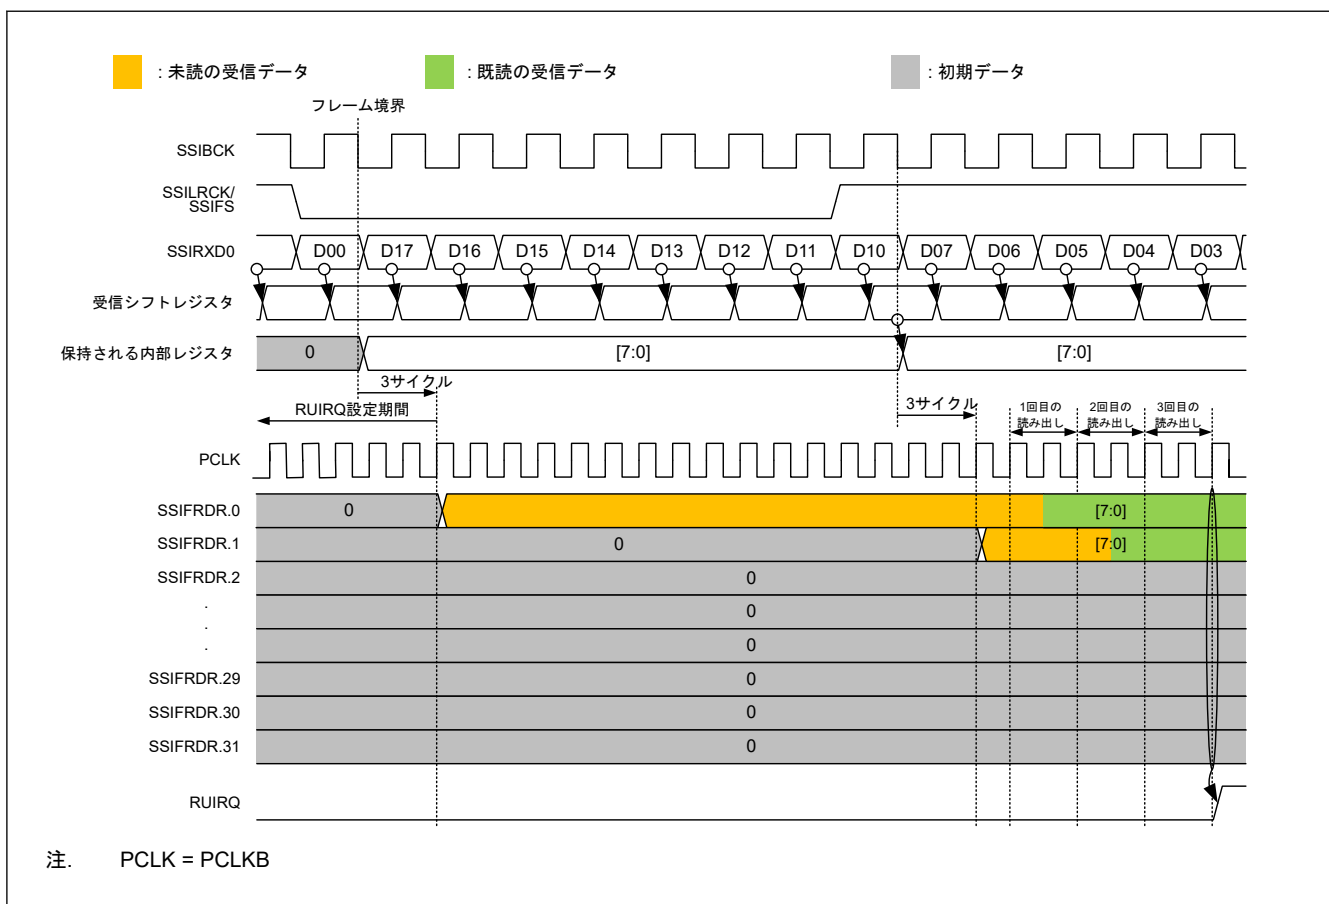 : 未読の受信データ
: 既読の受信データ
: 初期データ
フレーム境界
SSIBCK
SSILRCK/
SSIFS
SSIRXD0
D00
D17
D16
D15
D14
D13
D12
D11
D10
D07
D06
D05
D04
D03
受信シフトレジスタ
保持される内部レジスタ
0
[7:0]
[7:0]
3サイクル
RUIRQ設定期間
3サイクル
1回目の
読み出し
2回目の
読み出し
3回目の
読み出し
PCLK
SSIFRDR.0
0
[7:0]
SSIFRDR.1
0
[7:0]
SSIFRDR.2
0
.
0
.
.
0
SSIFRDR.29
0
SSIFRDR.30
0
SSIFRDR.31
0
RUIRQ
注. PCLK = PCLKB